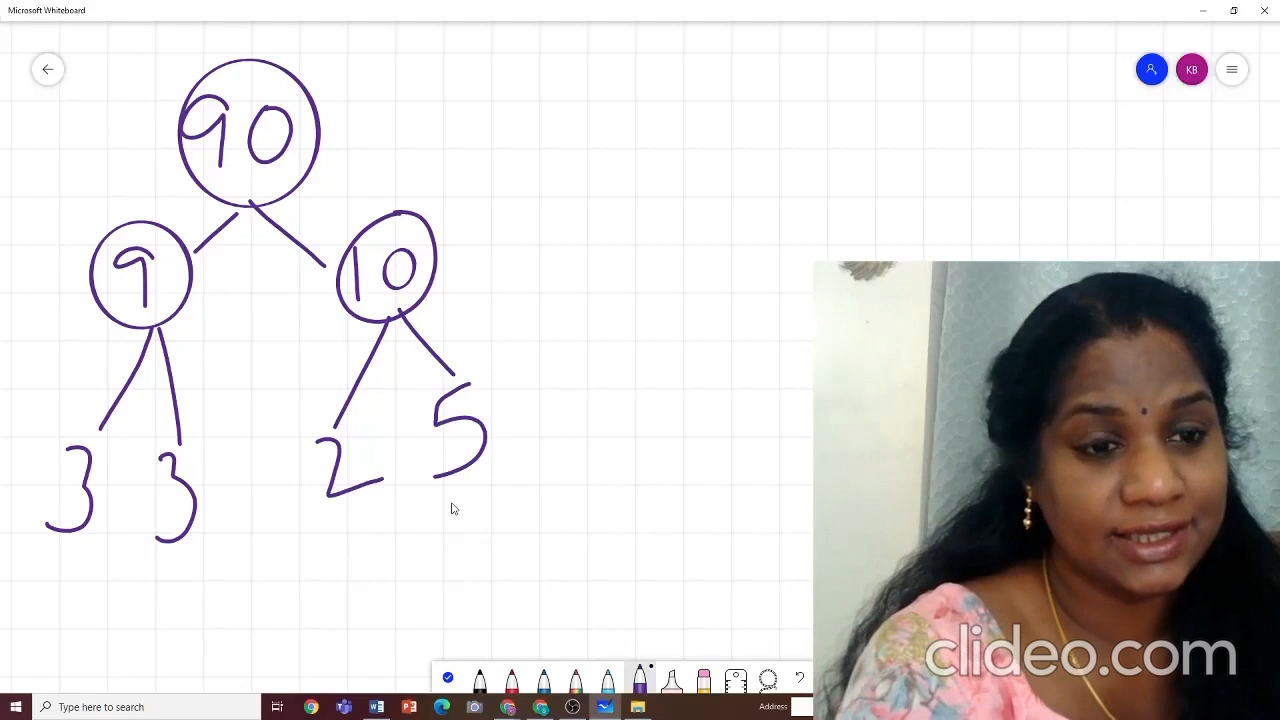 Microsoft Whiteboard
KB
90
9 10
3 3 2 5
clideo.com
Type here to search
Address